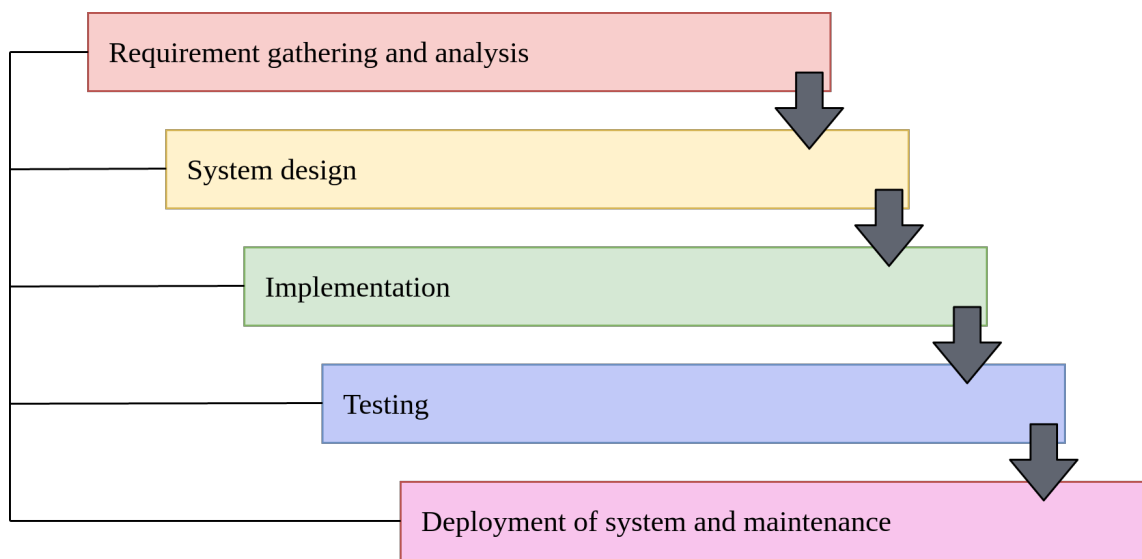 Requirement gathering and analysis
System design
Implementation
Testing
Deployment of system and maintenance